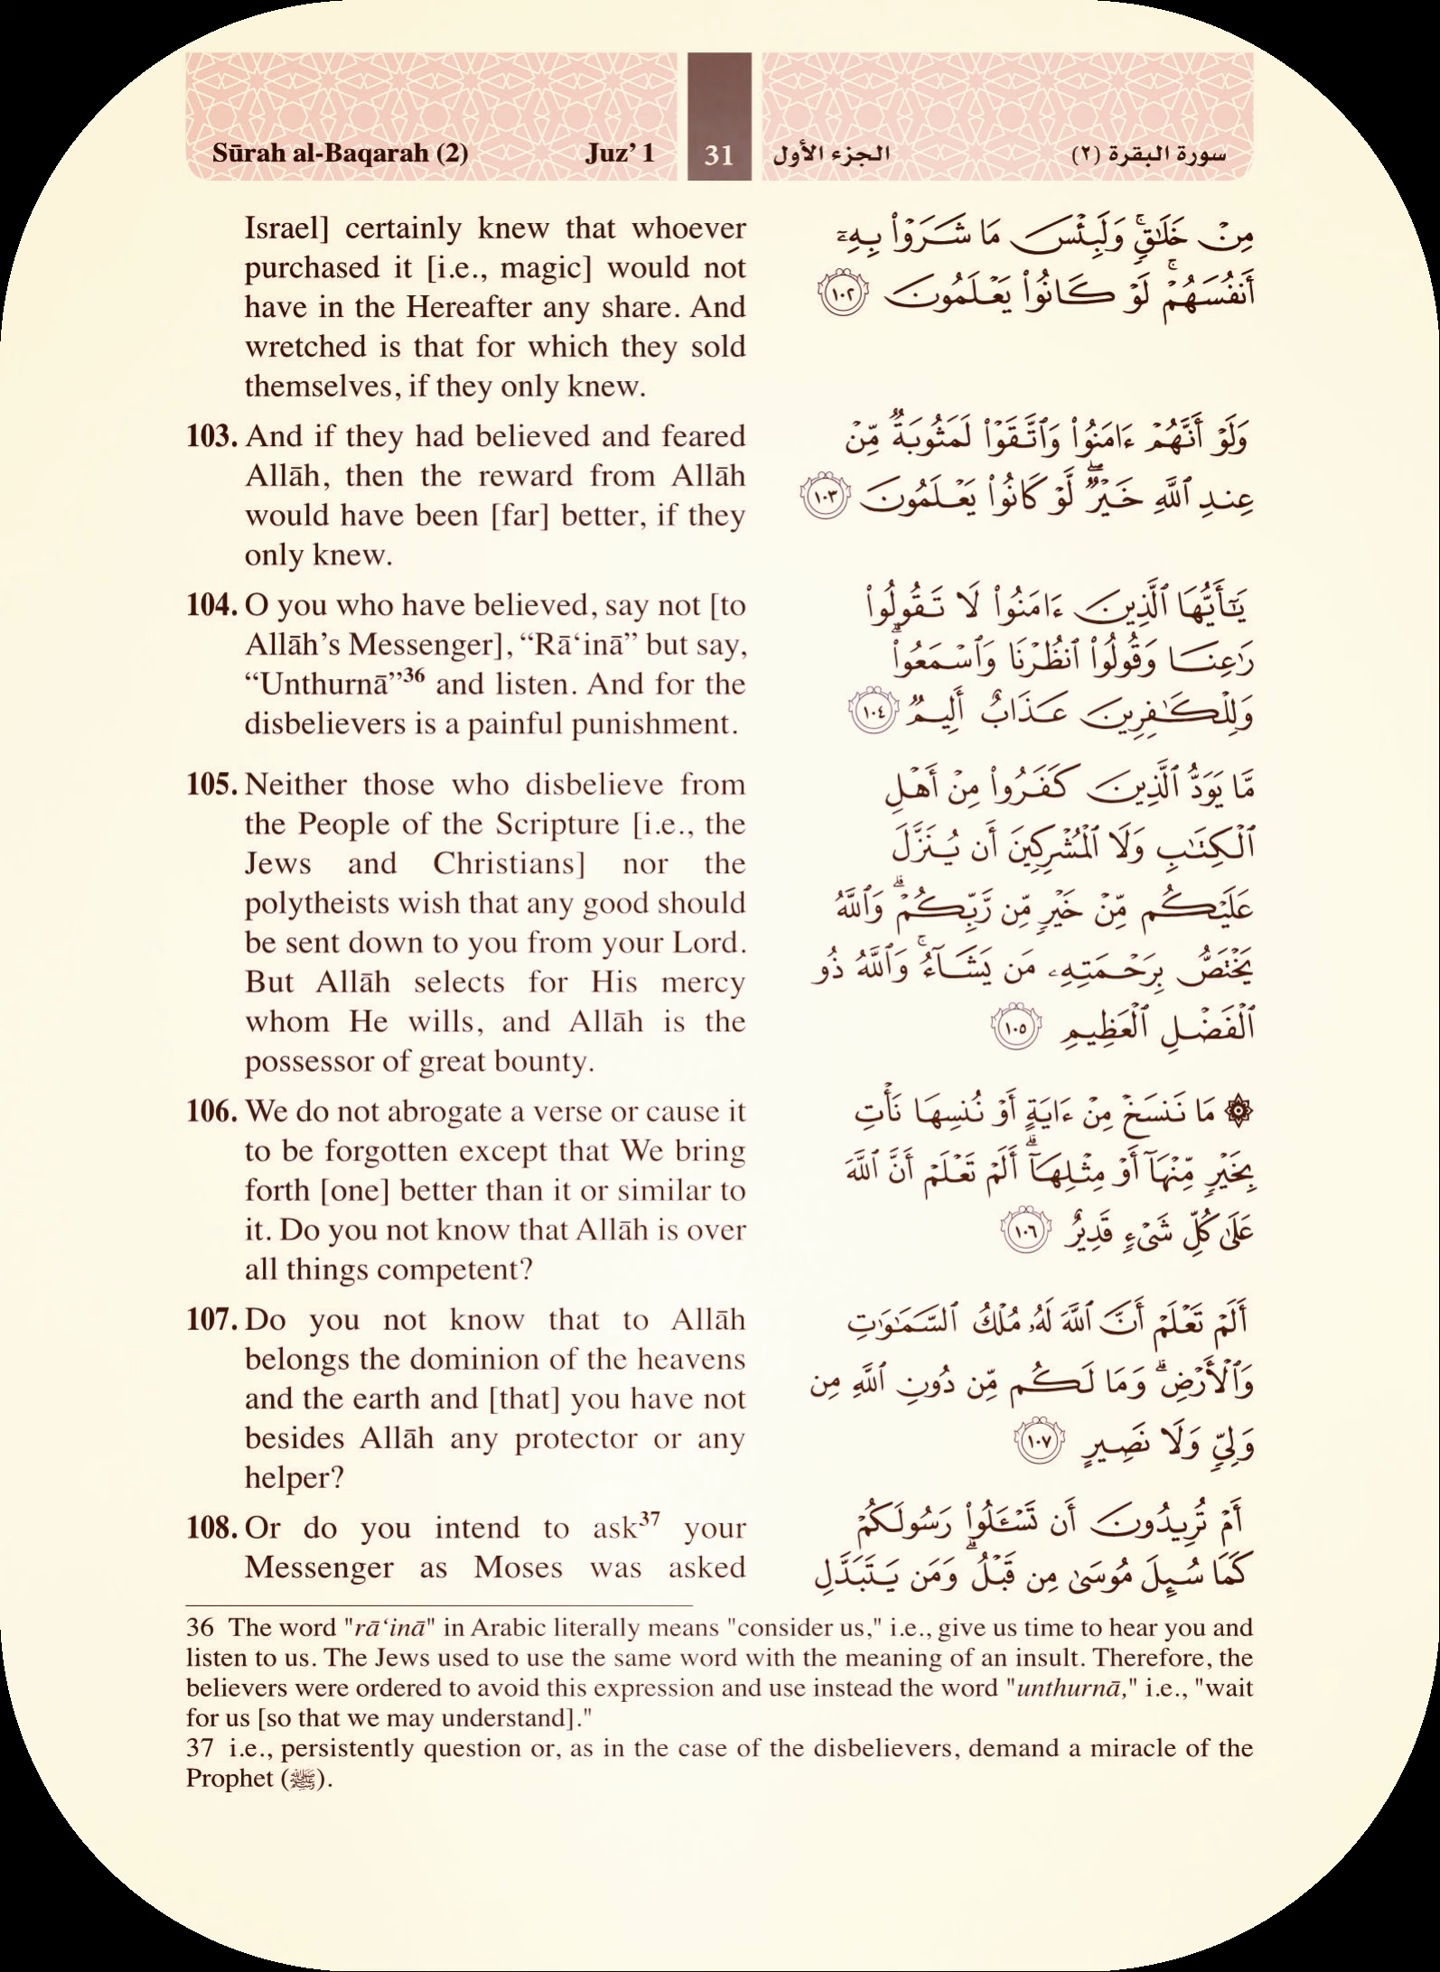 Sūrah al-Baqarah (2) Juz’ 1 31 الجزء الأول سورة البقرة (٢)
Israel] certainly knew that whoever
purchased it [i.e., magic] would not
have in the Hereafter any share. And
wretched is that for which they sold
themselves, if they only knew.
مِنْ خَلَٰقٍۚ وَلَبِئْسَ مَا شَرَوْا۟ بِهِۦٓ
أَنفُسَهُمْۚ لَوْ كَانُوا۟ يَعْلَمُونَ ١٠٢
103. And if they had believed and feared
Allāh, then the reward from Allāh
would have been [far] better, if they
only knew.
وَلَوْ أَنَّهُمْ ءَامَنُوا۟ وَٱتَّقَوْا۟ لَمَثُوبَةٌ مِّنْ
عِندِ ٱللَّهِ خَيْرٌۖ لَّوْ كَانُوا۟ يَعْلَمُونَ ١٠٣
104. O you who have believed, say not [to
Allāh’s Messenger], “Rā‘inā” but say,
“Unthurnā”36 and listen. And for the
disbelievers is a painful punishment.
يَٰٓأَيُّهَا ٱلَّذِينَ ءَامَنُوا۟ لَا تَقُولُوا۟
رَٰعِنَا وَقُولُوا۟ ٱنظُرْنَا وَٱسْمَعُوا۟ۗ
وَلِلْكَٰفِرِينَ عَذَابٌ أَلِيمٌ ١٠٤
105. Neither those who disbelieve from
the People of the Scripture [i.e., the
Jews and Christians] nor the
polytheists wish that any good should
be sent down to you from your Lord.
But Allāh selects for His mercy
whom He wills, and Allāh is the
possessor of great bounty.
مَّا يَوَدُّ ٱلَّذِينَ كَفَرُوا۟ مِنْ أَهْلِ
ٱلْكِتَٰبِ وَلَا ٱلْمُشْرِكِينَ أَن يُنَزَّلَ
عَلَيْكُم مِّنْ خَيْرٍ مِّن رَّبِّكُمْۗ وَٱللَّهُ
يَخْتَصُّ بِرَحْمَتِهِۦ مَن يَشَآءُۚ وَٱللَّهُ ذُو
ٱلْفَضْلِ ٱلْعَظِيمِ ١٠٥
106. We do not abrogate a verse or cause it
to be forgotten except that We bring
forth [one] better than it or similar to
it. Do you not know that Allāh is over
all things competent?
۞ مَا نَنسَخْ مِنْ ءَايَةٍ أَوْ نُنسِهَا نَأْتِ
بِخَيْرٍ مِّنْهَآ أَوْ مِثْلِهَآۗ أَلَمْ تَعْلَمْ أَنَّ ٱللَّهَ
عَلَىٰ كُلِّ شَىْءٍ قَدِيرٌ ١٠٦
107. Do you not know that to Allāh
belongs the dominion of the heavens
and the earth and [that] you have not
besides Allāh any protector or any
helper?
أَلَمْ تَعْلَمْ أَنَّ ٱللَّهَ لَهُۥ مُلْكُ ٱلسَّمَٰوَٰتِ
وَٱلْأَرْضِۗ وَمَا لَكُم مِّن دُونِ ٱللَّهِ مِن
وَلِىٍّ وَلَا نَصِيرٍ ١٠٧
108. Or do you intend to ask37 your
Messenger as Moses was asked
أَمْ تُرِيدُونَ أَن تَسْـَٔلُوا۟ رَسُولَكُمْ
كَمَا سُئِلَ مُوسَىٰ مِن قَبْلُۗ وَمَن يَتَبَدَّلِ
36 The word "rā‘inā" in Arabic literally means "consider us," i.e., give us time to hear you and
listen to us. The Jews used to use the same word with the meaning of an insult. Therefore, the
believers were ordered to avoid this expression and use instead the word "unthurnā," i.e., "wait
for us [so that we may understand]."
37 i.e., persistently question or, as in the case of the disbelievers, demand a miracle of the
Prophet (ﷺ).